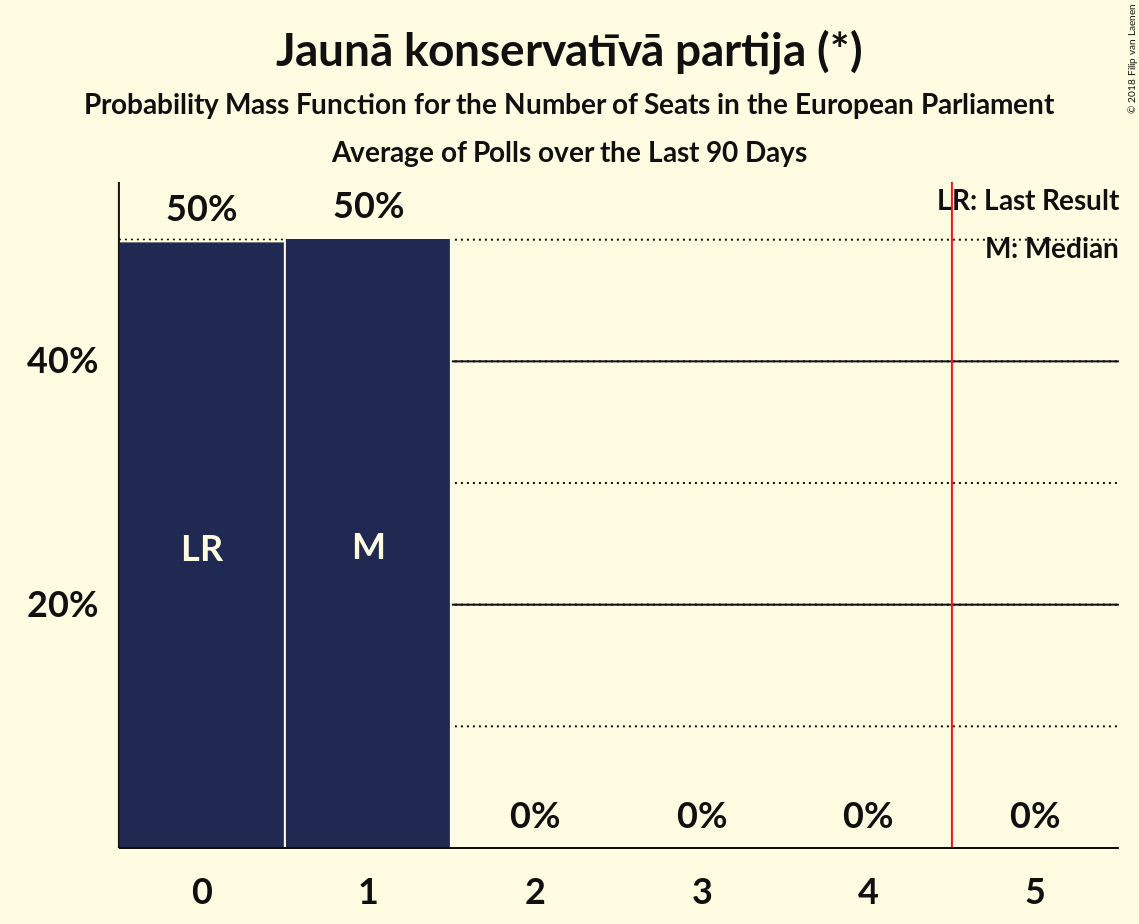 Jaunā konservatīvā partija (*)
Probability Mass Function for the Number of Seats in the European Parliament
Average of Polls over the Last 90 Days
© 2018 Filip van Laenen
LR: Last Result
M: Median
50%
50%
40%
20%
LR
M
0%
0%
0%
0%
0
1
2
3
4
5